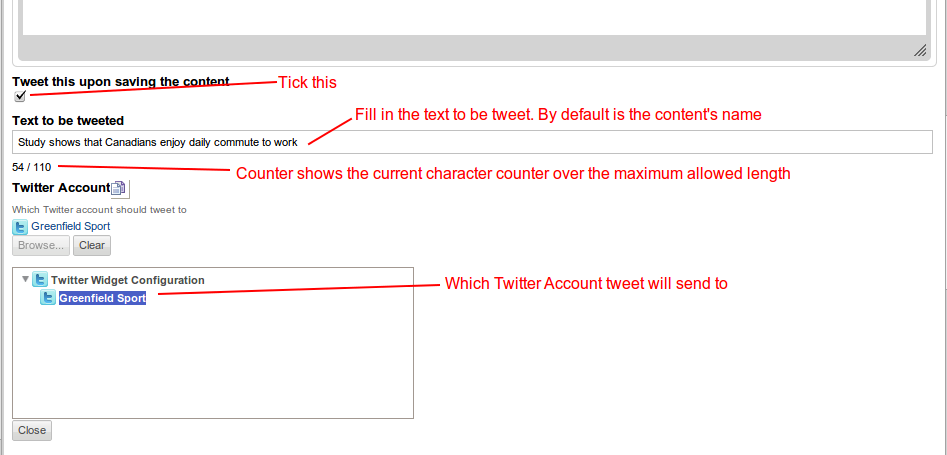 Tweet this upon saving the content
Tick this
Fill in the text to be tweet. By default is the content's name
Text to be tweeted
Study shows that Canadians enjoy daily commute to work
54 / 110
Counter shows the current character counter over the maximum allowed length
Twitter Account
Which Twitter account should tweet to
Greenfield Sport
Browse... Clear
Twitter Widget Configuration
Which Twitter Account tweet will send to
Greenfield Sport
Close